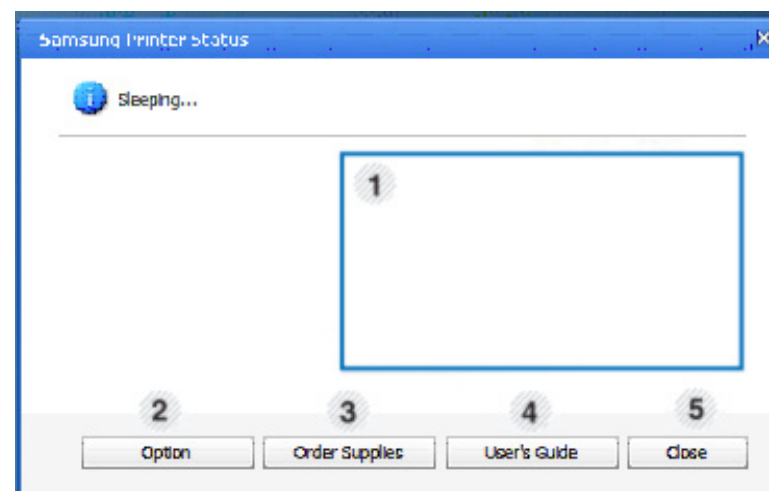 Samsung Printer Status
Sleeping...
1
2 3 4 5
Option Order Supplies User's Guide Close